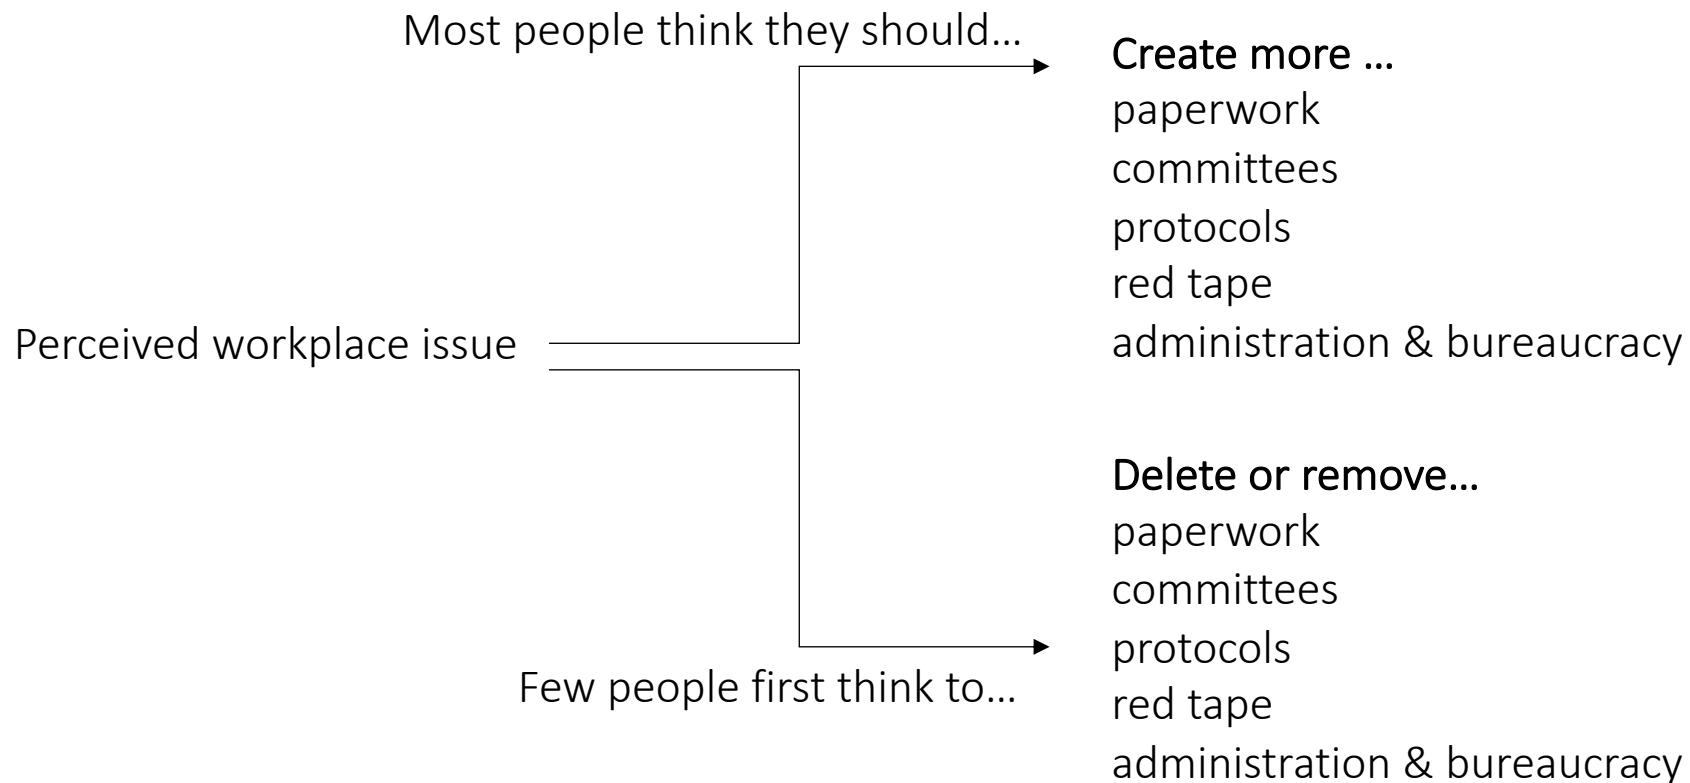 Most people think they should…
Create more …
paperwork
committees
protocols
red tape
administration & bureaucracy
Perceived workplace issue
Delete or remove…
paperwork
committees
protocols
red tape
administration & bureaucracy
Few people first think to…